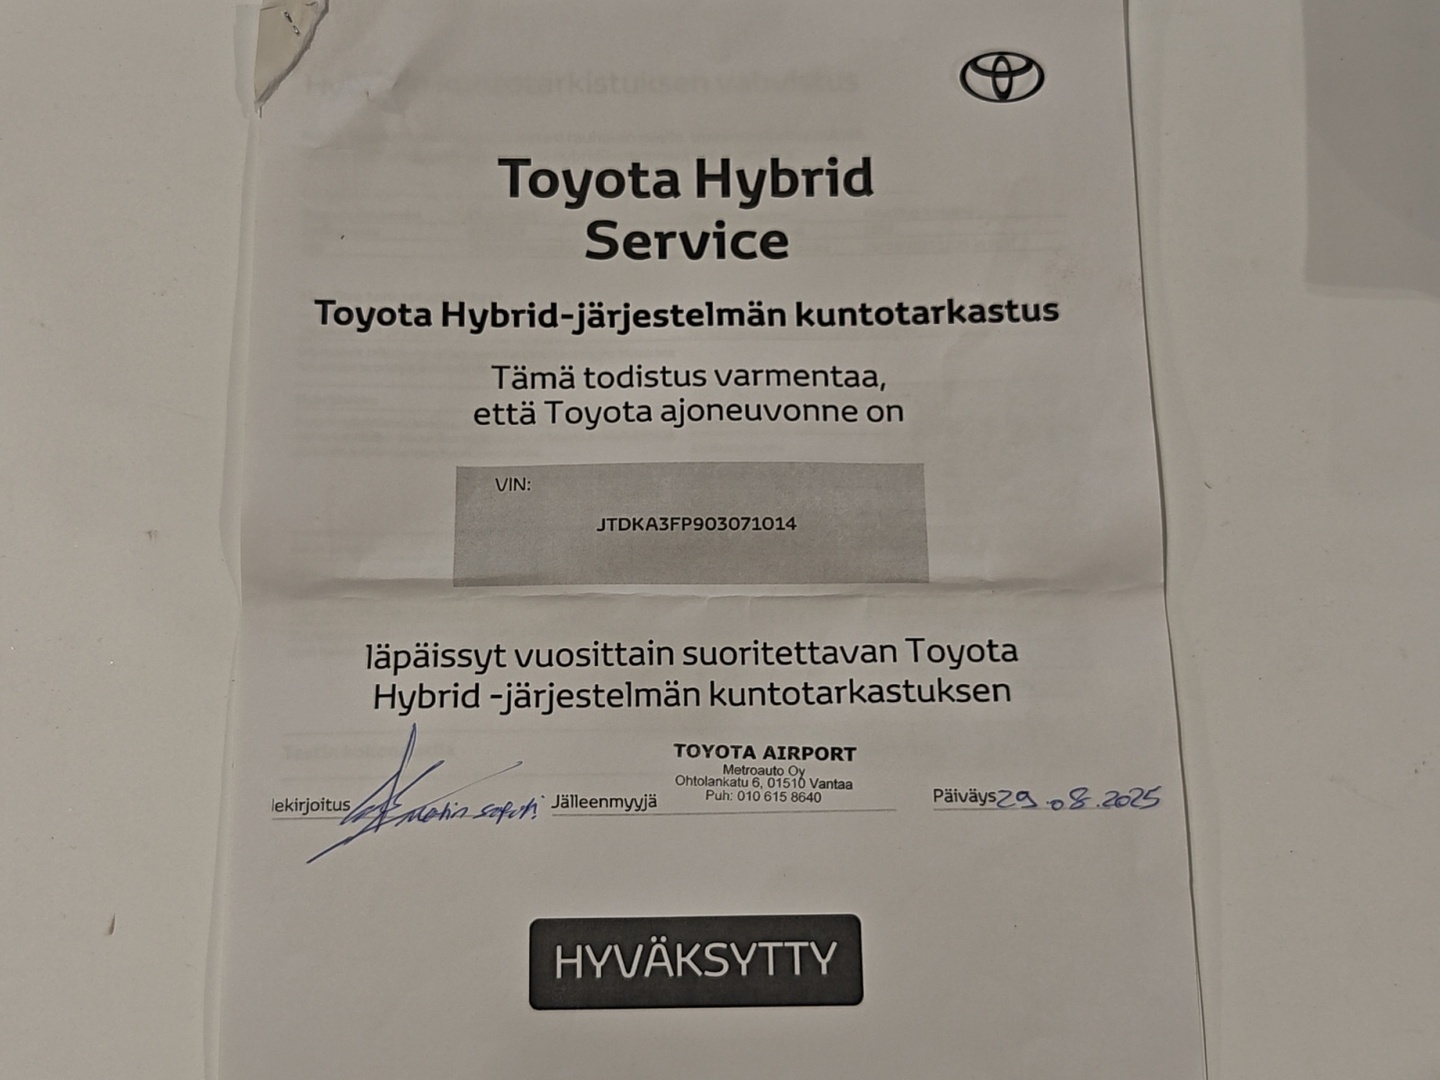 Toyota Hybrid
Service
Toyota Hybrid-järjestelmän kuntotarkastus
Tämä todistus varmentaa,
että Toyota ajoneuvonne on
VIN:
JTDKA3FP903071014
läpäissyt vuosittain suoritettavan Toyota
Hybrid -järjestelmän kuntotarkastuksen
TOYOTA AIRPORT
Metroauto Oy
Ohtolankatu 6, 01510 Vantaa
Puh: 010 615 8640
lekirjoitus
Jälleenmyyjä
Päiväys 29.08.2025
HYVÄKSYTTY